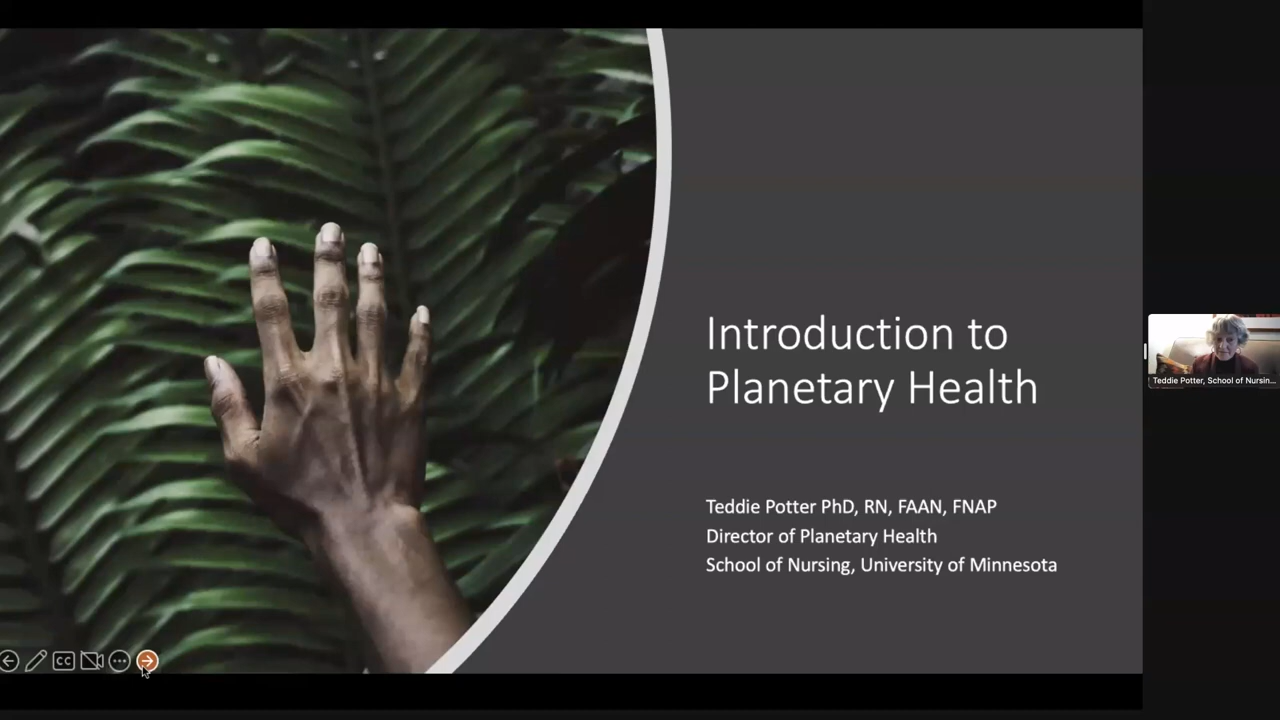 Introduction to
Planetary Health
Teddie Potter PhD, RN, FAAN, FNAP
Director of Planetary Health
School of Nursing, University of Minnesota
Teddie Potter, School of Nursin...
CC